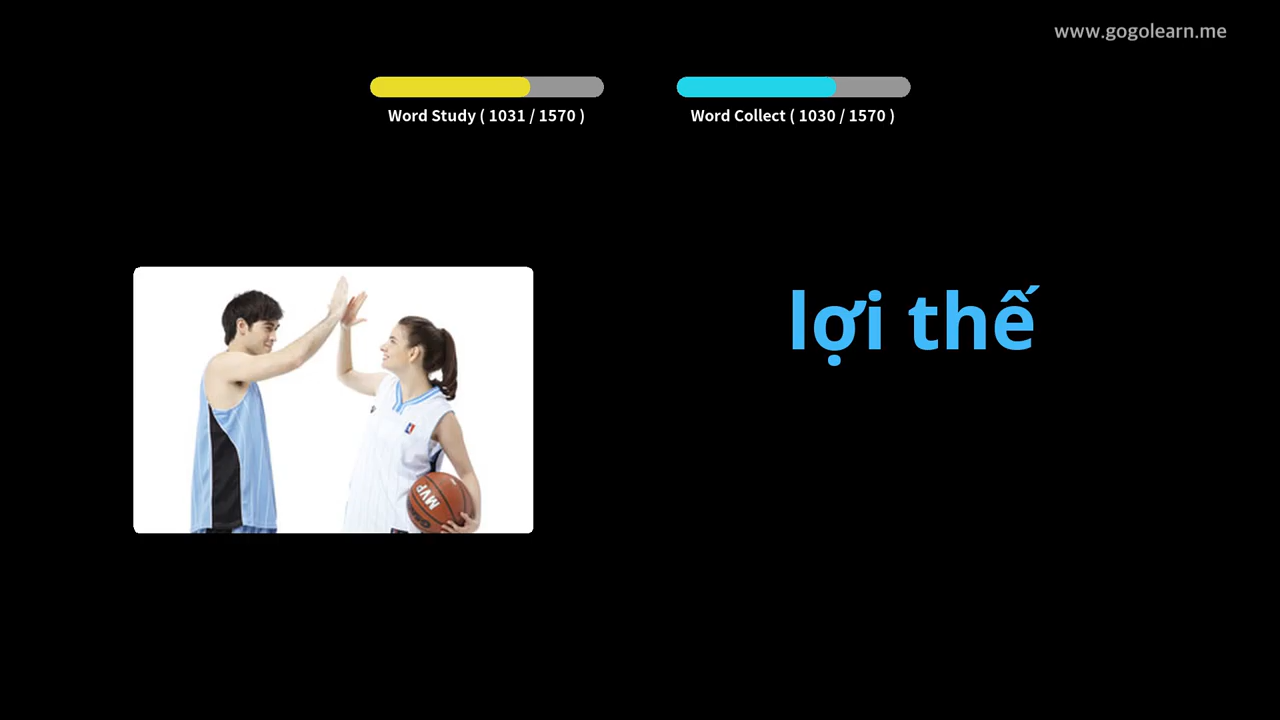 www.gogolearn.me
Word Study ( 1031 / 1570 )
Word Collect ( 1030 / 1570 )
lợi thế
MVP